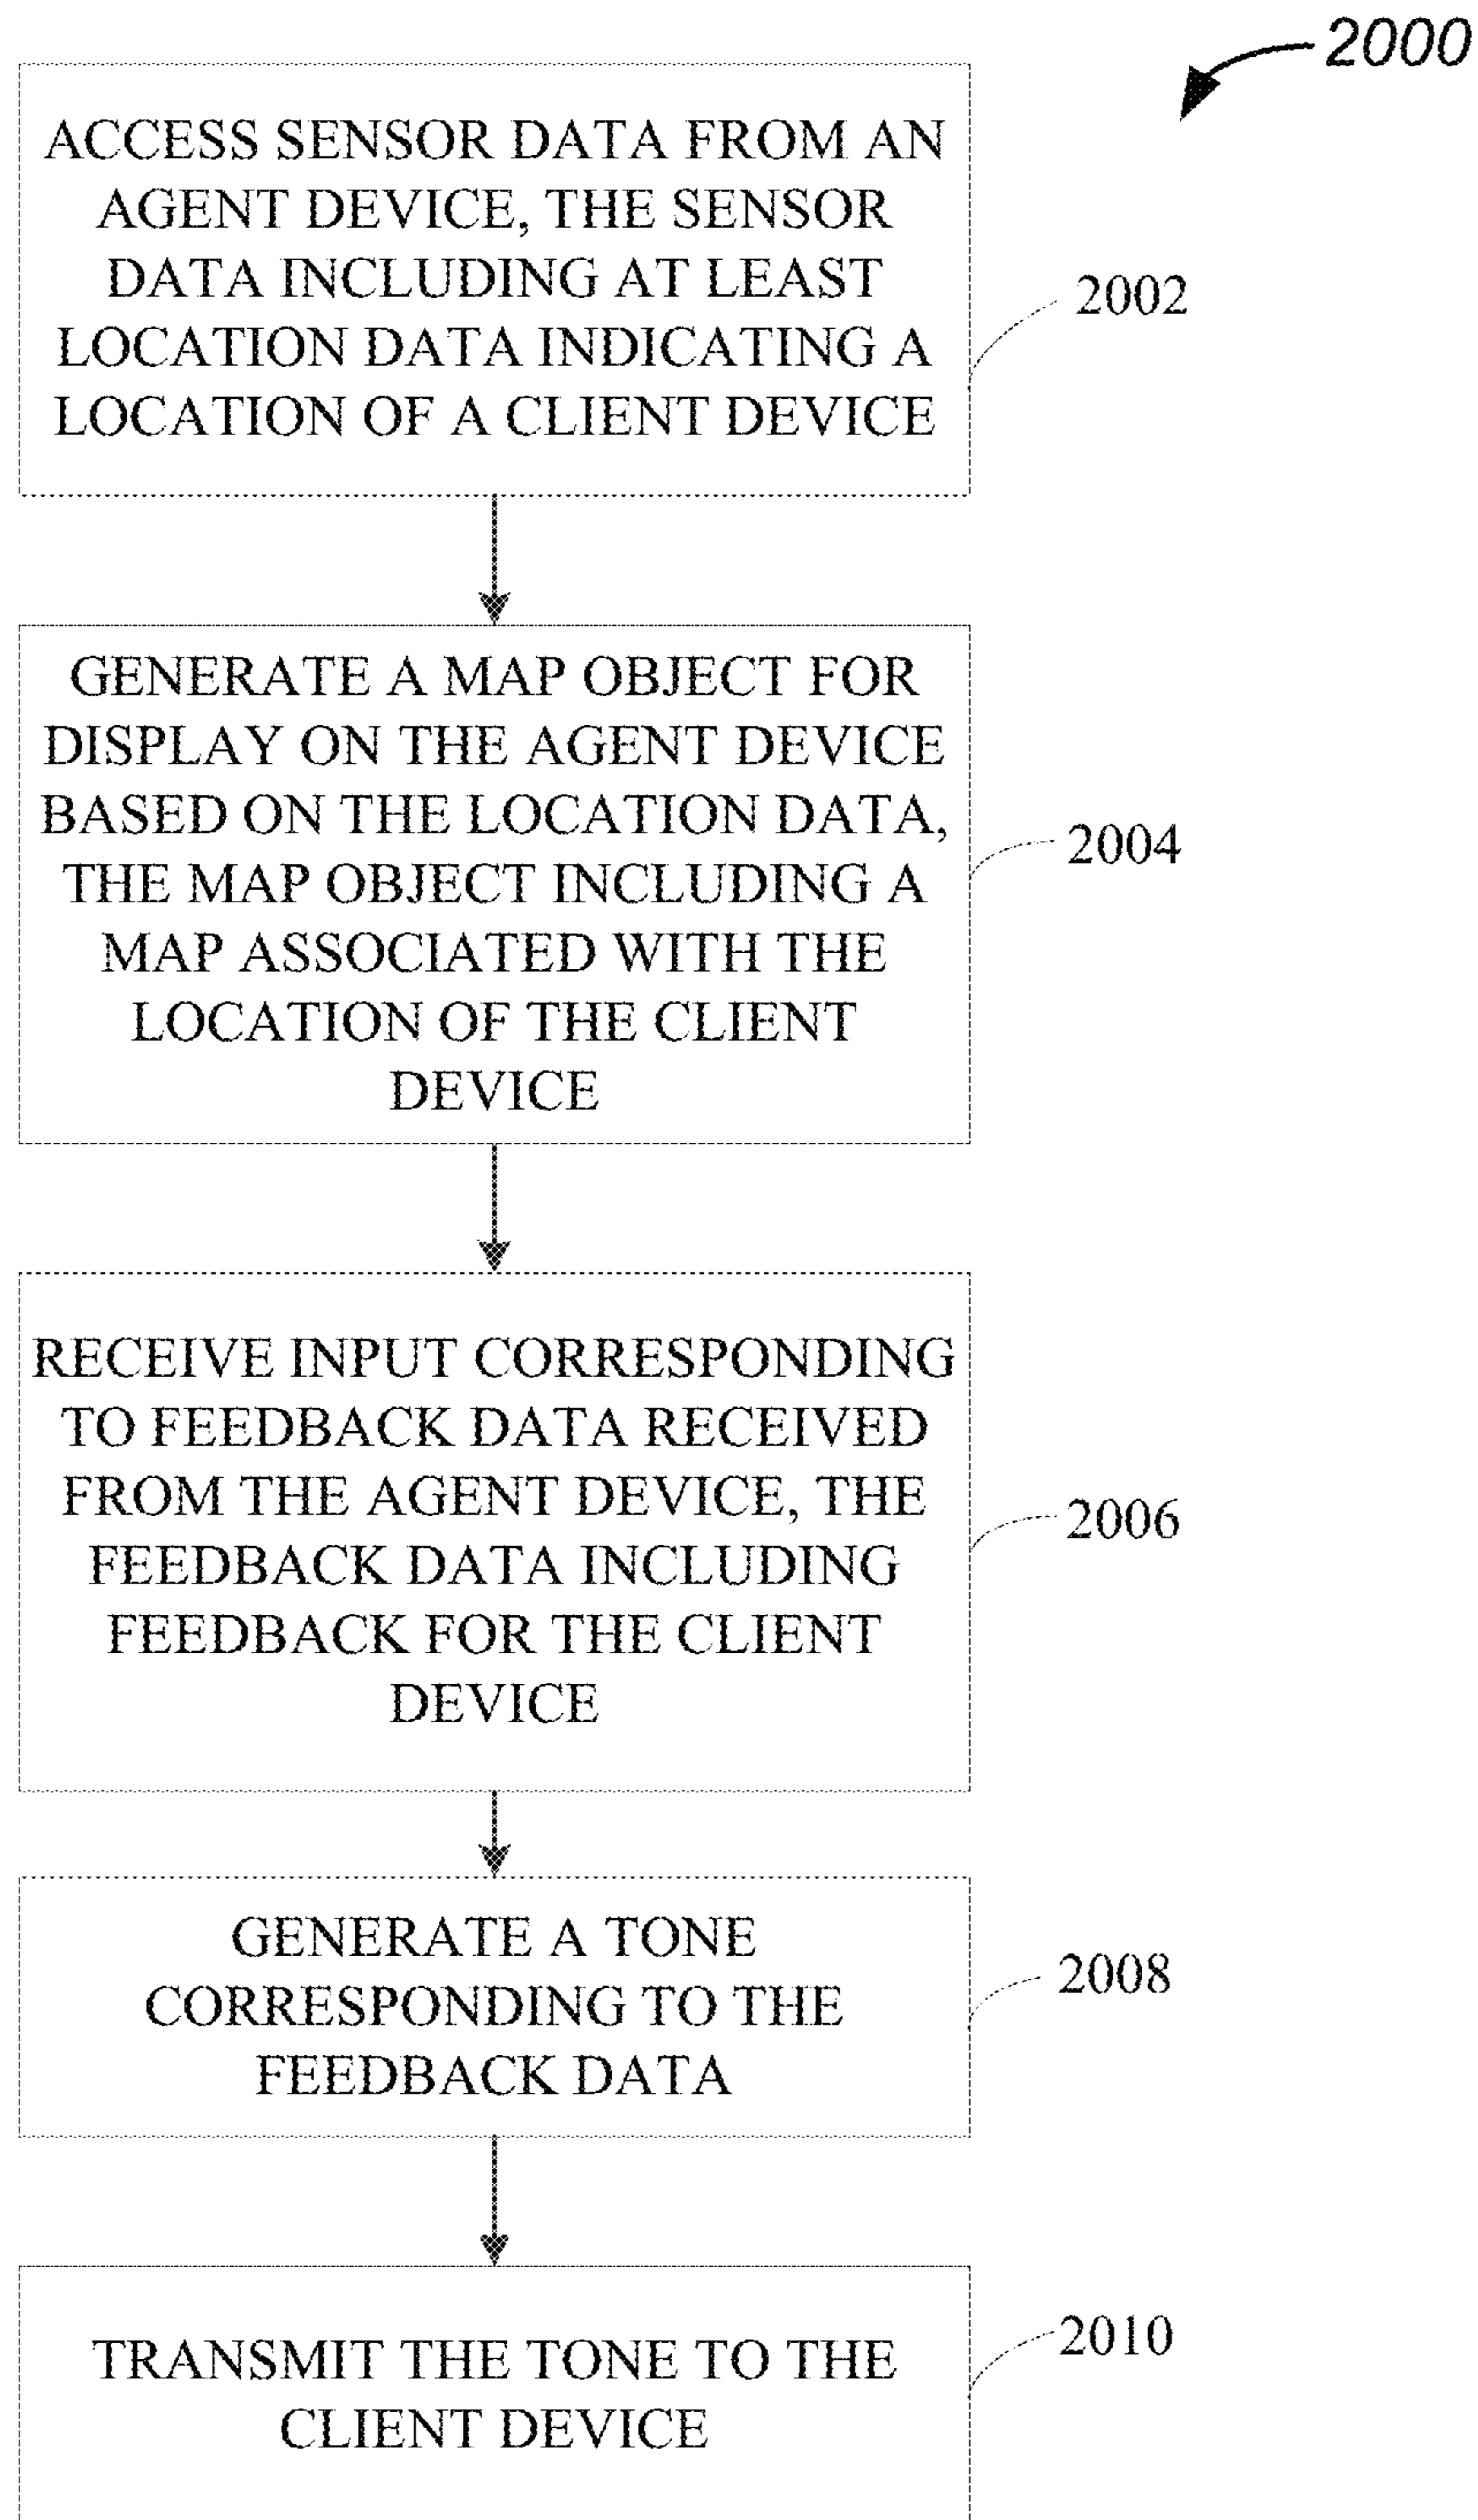 2000
ACCESS SENSOR DATA FROM AN
AGENT DEVICE, THE SENSOR
DATA INCLUDING AT LEAST
LOCATION DATA INDICATING A
LOCATION OF A CLIENT DEVICE
2002
GENERATE A MAP OBJECT FOR
DISPLAY ON THE AGENT DEVICE
BASED ON THE LOCATION DATA,
THE MAP OBJECT INCLUDING A
MAP ASSOCIATED WITH THE
LOCATION OF THE CLIENT
DEVICE
2004
RECEIVE INPUT CORRESPONDING
TO FEEDBACK DATA RECEIVED
FROM THE AGENT DEVICE, THE
FEEDBACK DATA INCLUDING
FEEDBACK FOR THE CLIENT
DEVICE
2006
GENERATE A TONE
CORRESPONDING TO THE
FEEDBACK DATA
2008
TRANSMIT THE TONE TO THE
CLIENT DEVICE
2010